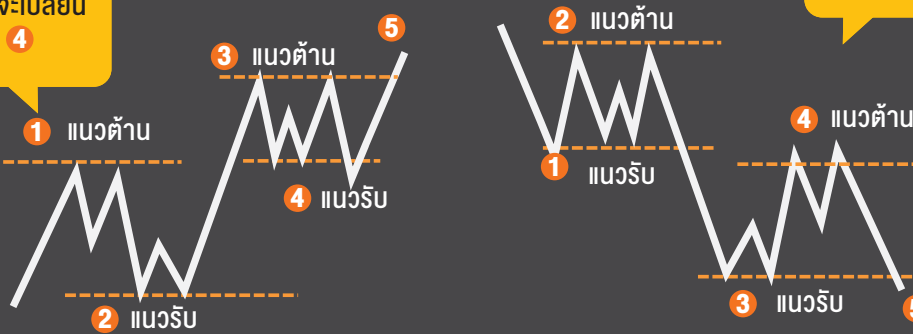 จะเปลี่ยน
4
1 แนวต้าน
2 แนวรับ
3 แนวต้าน
4 แนวรับ
5
2 แนวต้าน
1 แนวรับ
4 แนวต้าน
3 แนวรับ
5